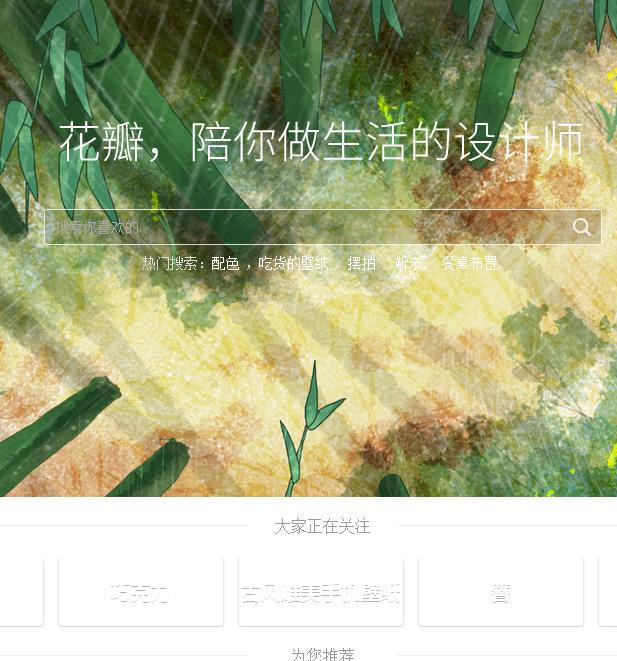 花瓣，陪你做生活的设计师
搜索你喜欢的
热门搜索：配色，吃货的壁纸 摆拍 新东, 餐桌布置
大家正在关注
巧克力 古风唯美手机壁纸
为您推荐